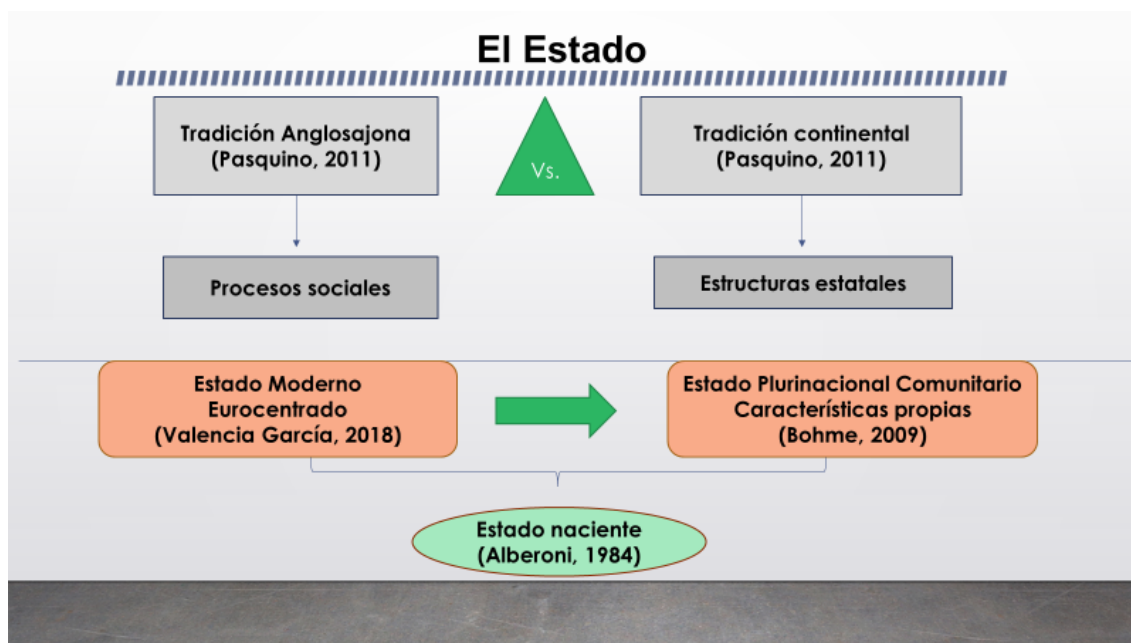 El Estado
Tradición Anglosajona
(Pasquino, 2011)
Vs.
Tradición continental
(Pasquino, 2011)
Procesos sociales
Estructuras estatales
Estado Moderno
Eurocentrado
(Valencia García, 2018)
Estado Plurinacional Comunitario
Características propias
(Bohme, 2009)
Estado naciente
(Alberoni, 1984)